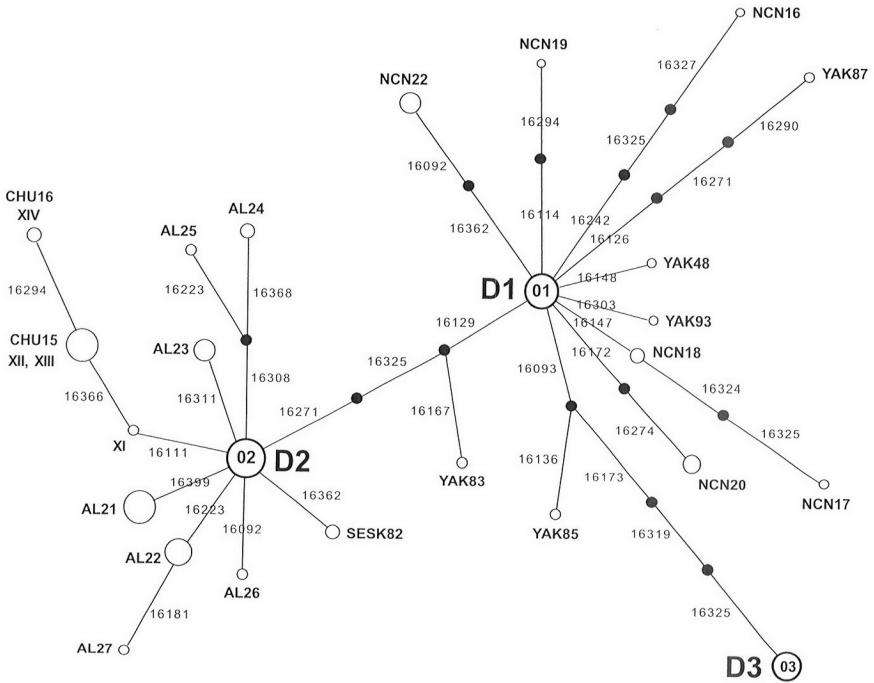 NCN16
NCN19
16327
YAK87
NCN22
16294
16290
16325
16092
16271
CHU16
XIV
AL24
16114
16242
AL25
16362
16126
16294
16223
16368
D1
01
16148
YAK48
16303
YAK93
16129
16147
CHU15
XII, XIII
AL23
16325
16093
16172
NCN18
16308
16366
16311
16324
16271
16167
16325
XI
16111
16274
02
D2
16136
YAK83
16173
NCN20
16399
NCN17
AL21
16223
16362
16092
SESK82
YAK85
16319
AL22
AL26
16181
16325
AL27
D3
03